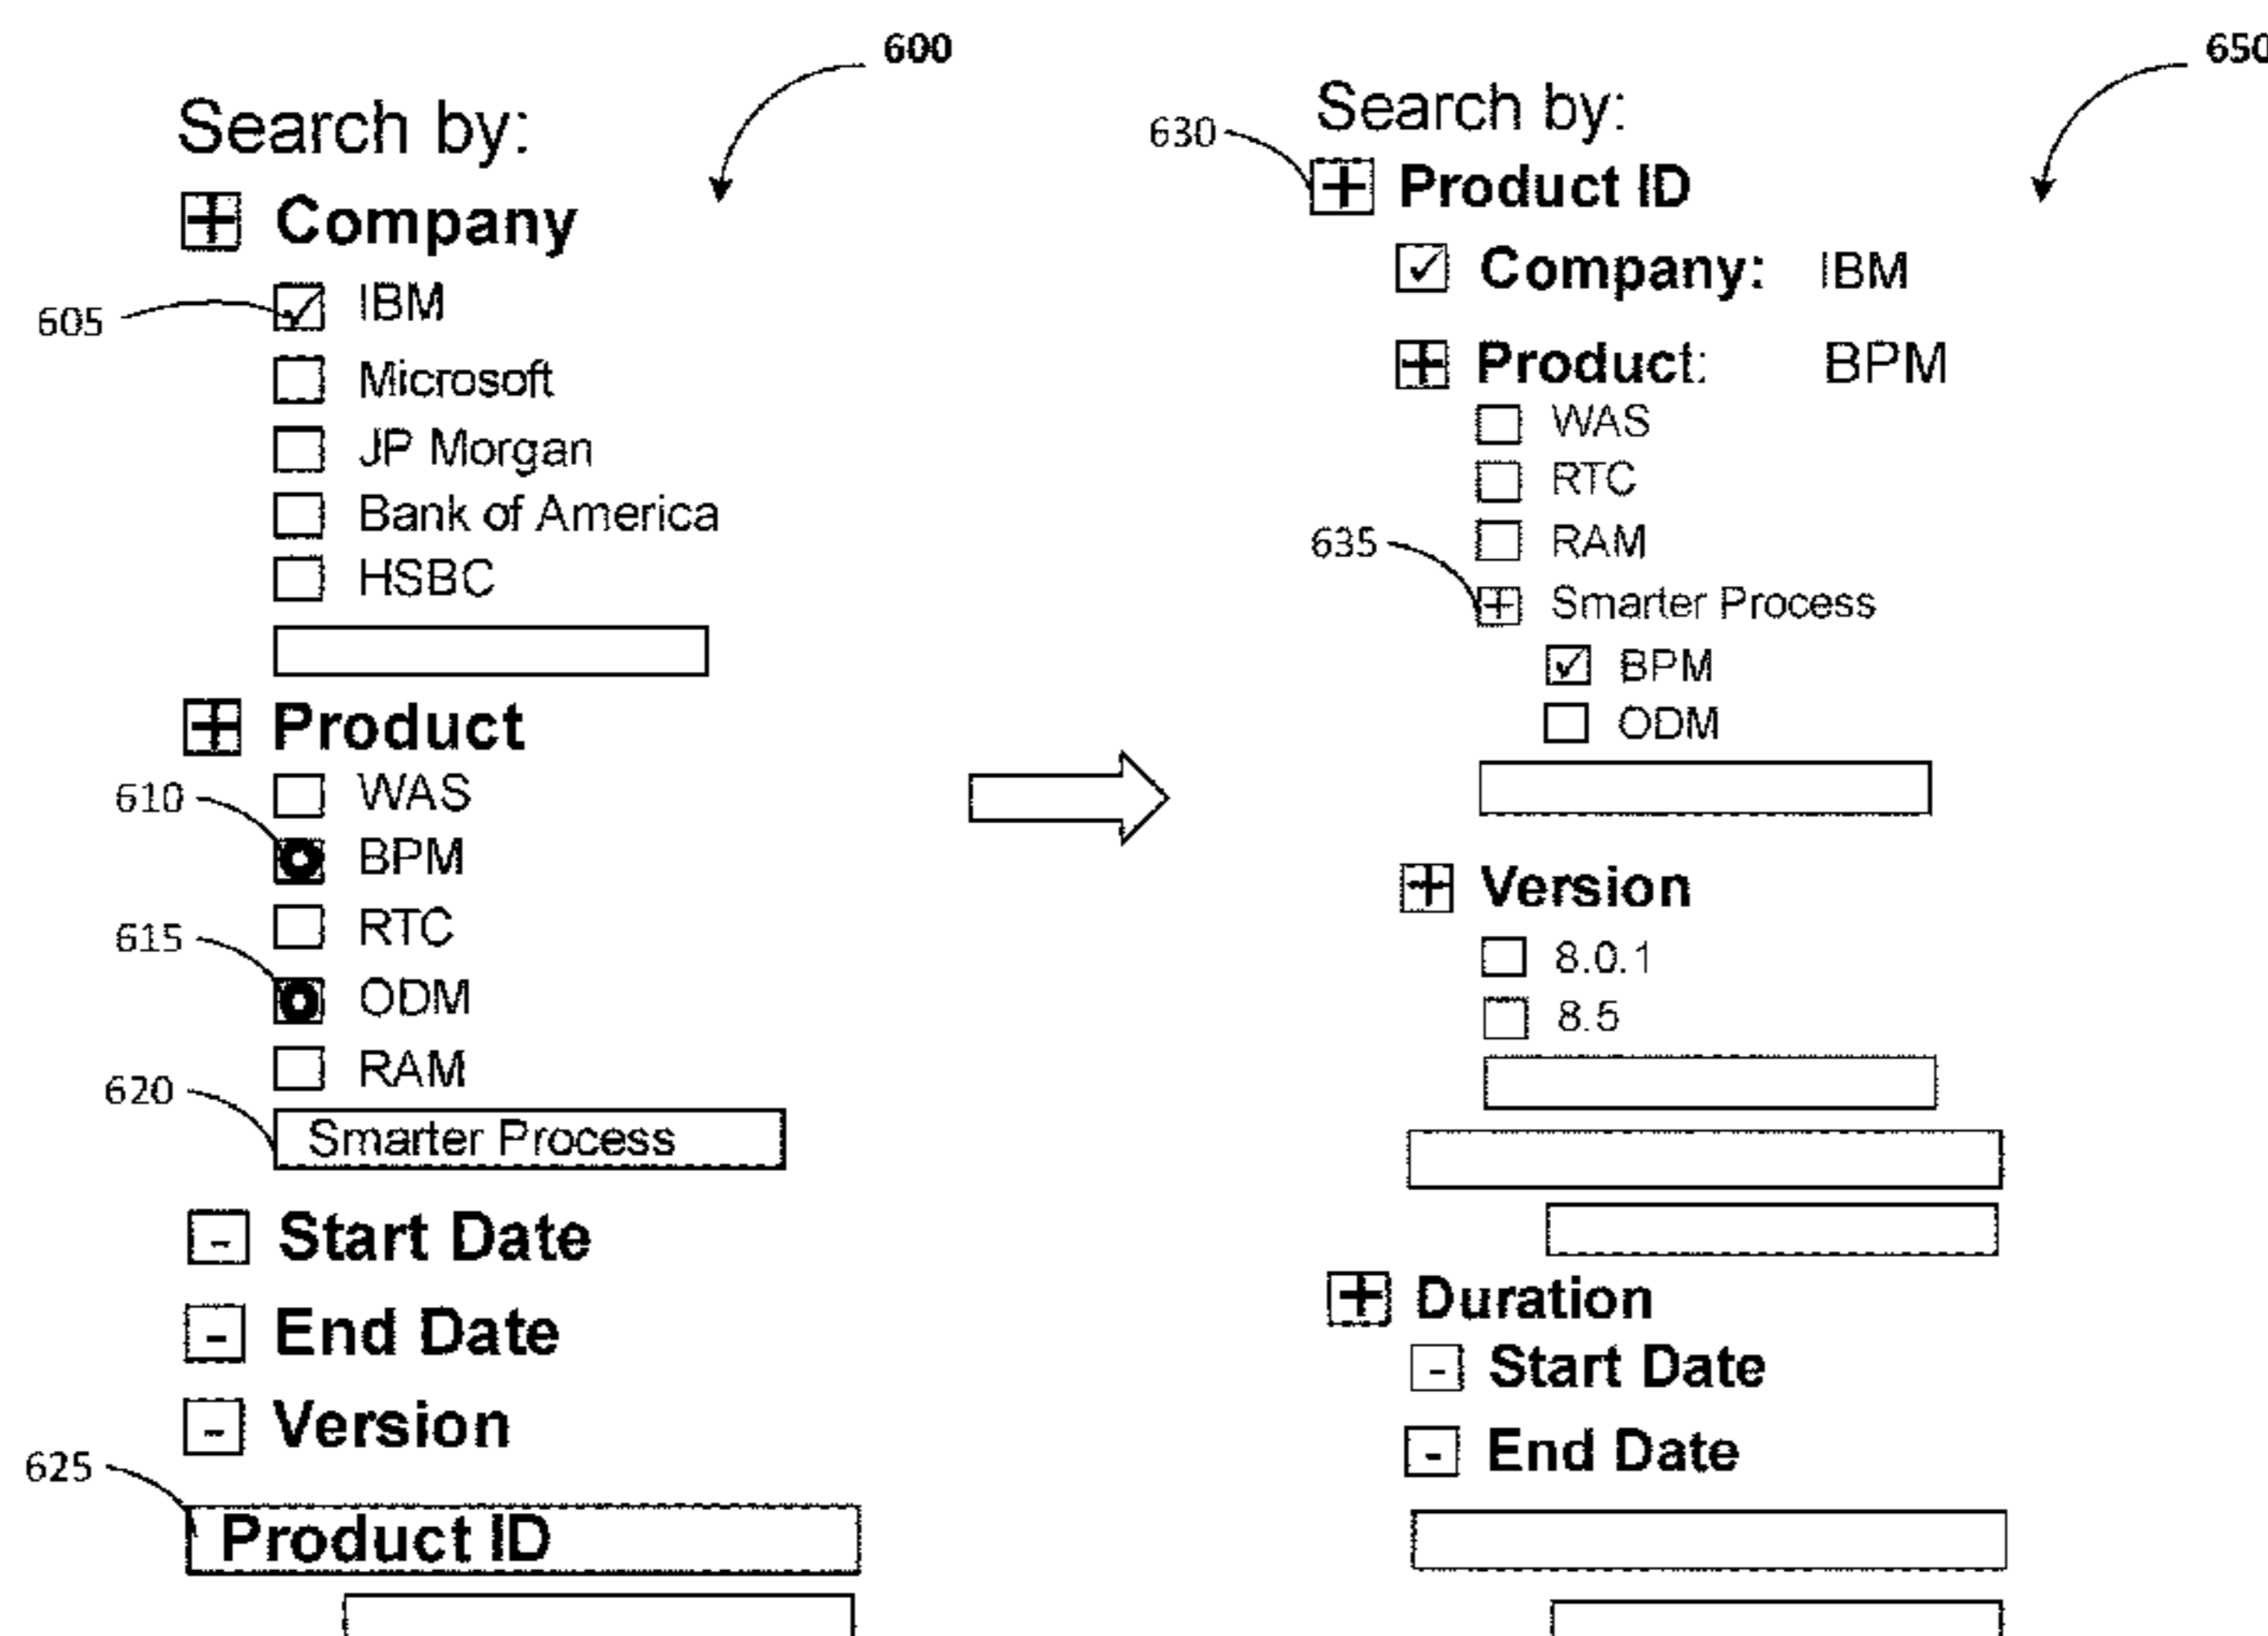 600
Search by:
+ Company
605
IBM
Microsoft
JP Morgan
Bank of America
HSBC
+ Product
WAS
610
BPM
RTC
615
ODM
RAM
620
Smarter Process
- Start Date
- End Date
- Version
625
Product ID
650
Search by:
630
+ Product ID
Company: IBM
+ Product: BPM
WAS
RTC
RAM
635
+ Smarter Process
BPM
ODM
+ Version
8.0.1
8.5
+ Duration
- Start Date
- End Date